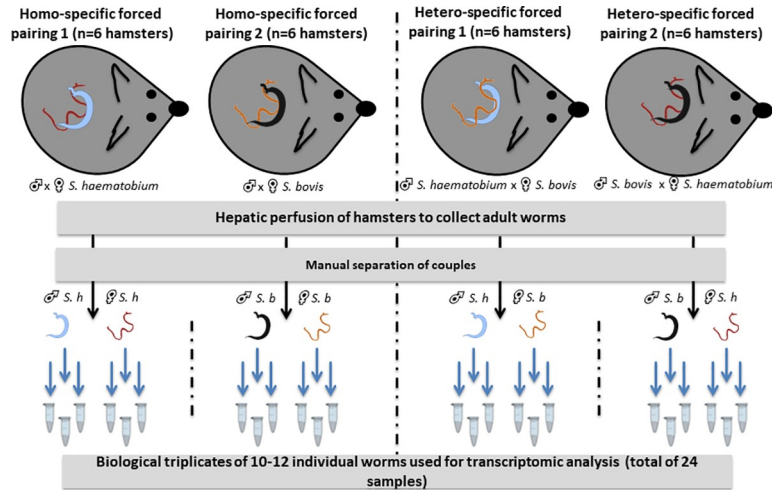 Homo-specific forced
pairing 1 (n=6 hamsters)
Homo-specific forced
pairing 2 (n=6 hamsters)
Hetero-specific forced
pairing 1 (n=6 hamsters)
Hetero-specific forced
pairing 2 (n=6 hamsters)
♂ x ♀ S. haematobium
♂ x ♀ S. bovis
♂ S. haematobium x ♀ S. bovis
♂ S. bovis x ♀ S. haematobium
Hepatic perfusion of hamsters to collect adult worms
Manual separation of couples
♂ S. h ♀ S. h
♂ S. b ♀ S. b
♂ S. h ♀ S. b
♂ S. b ♀ S. h
Biological triplicates of 10-12 individual worms used for transcriptomic analysis (total of 24
samples)